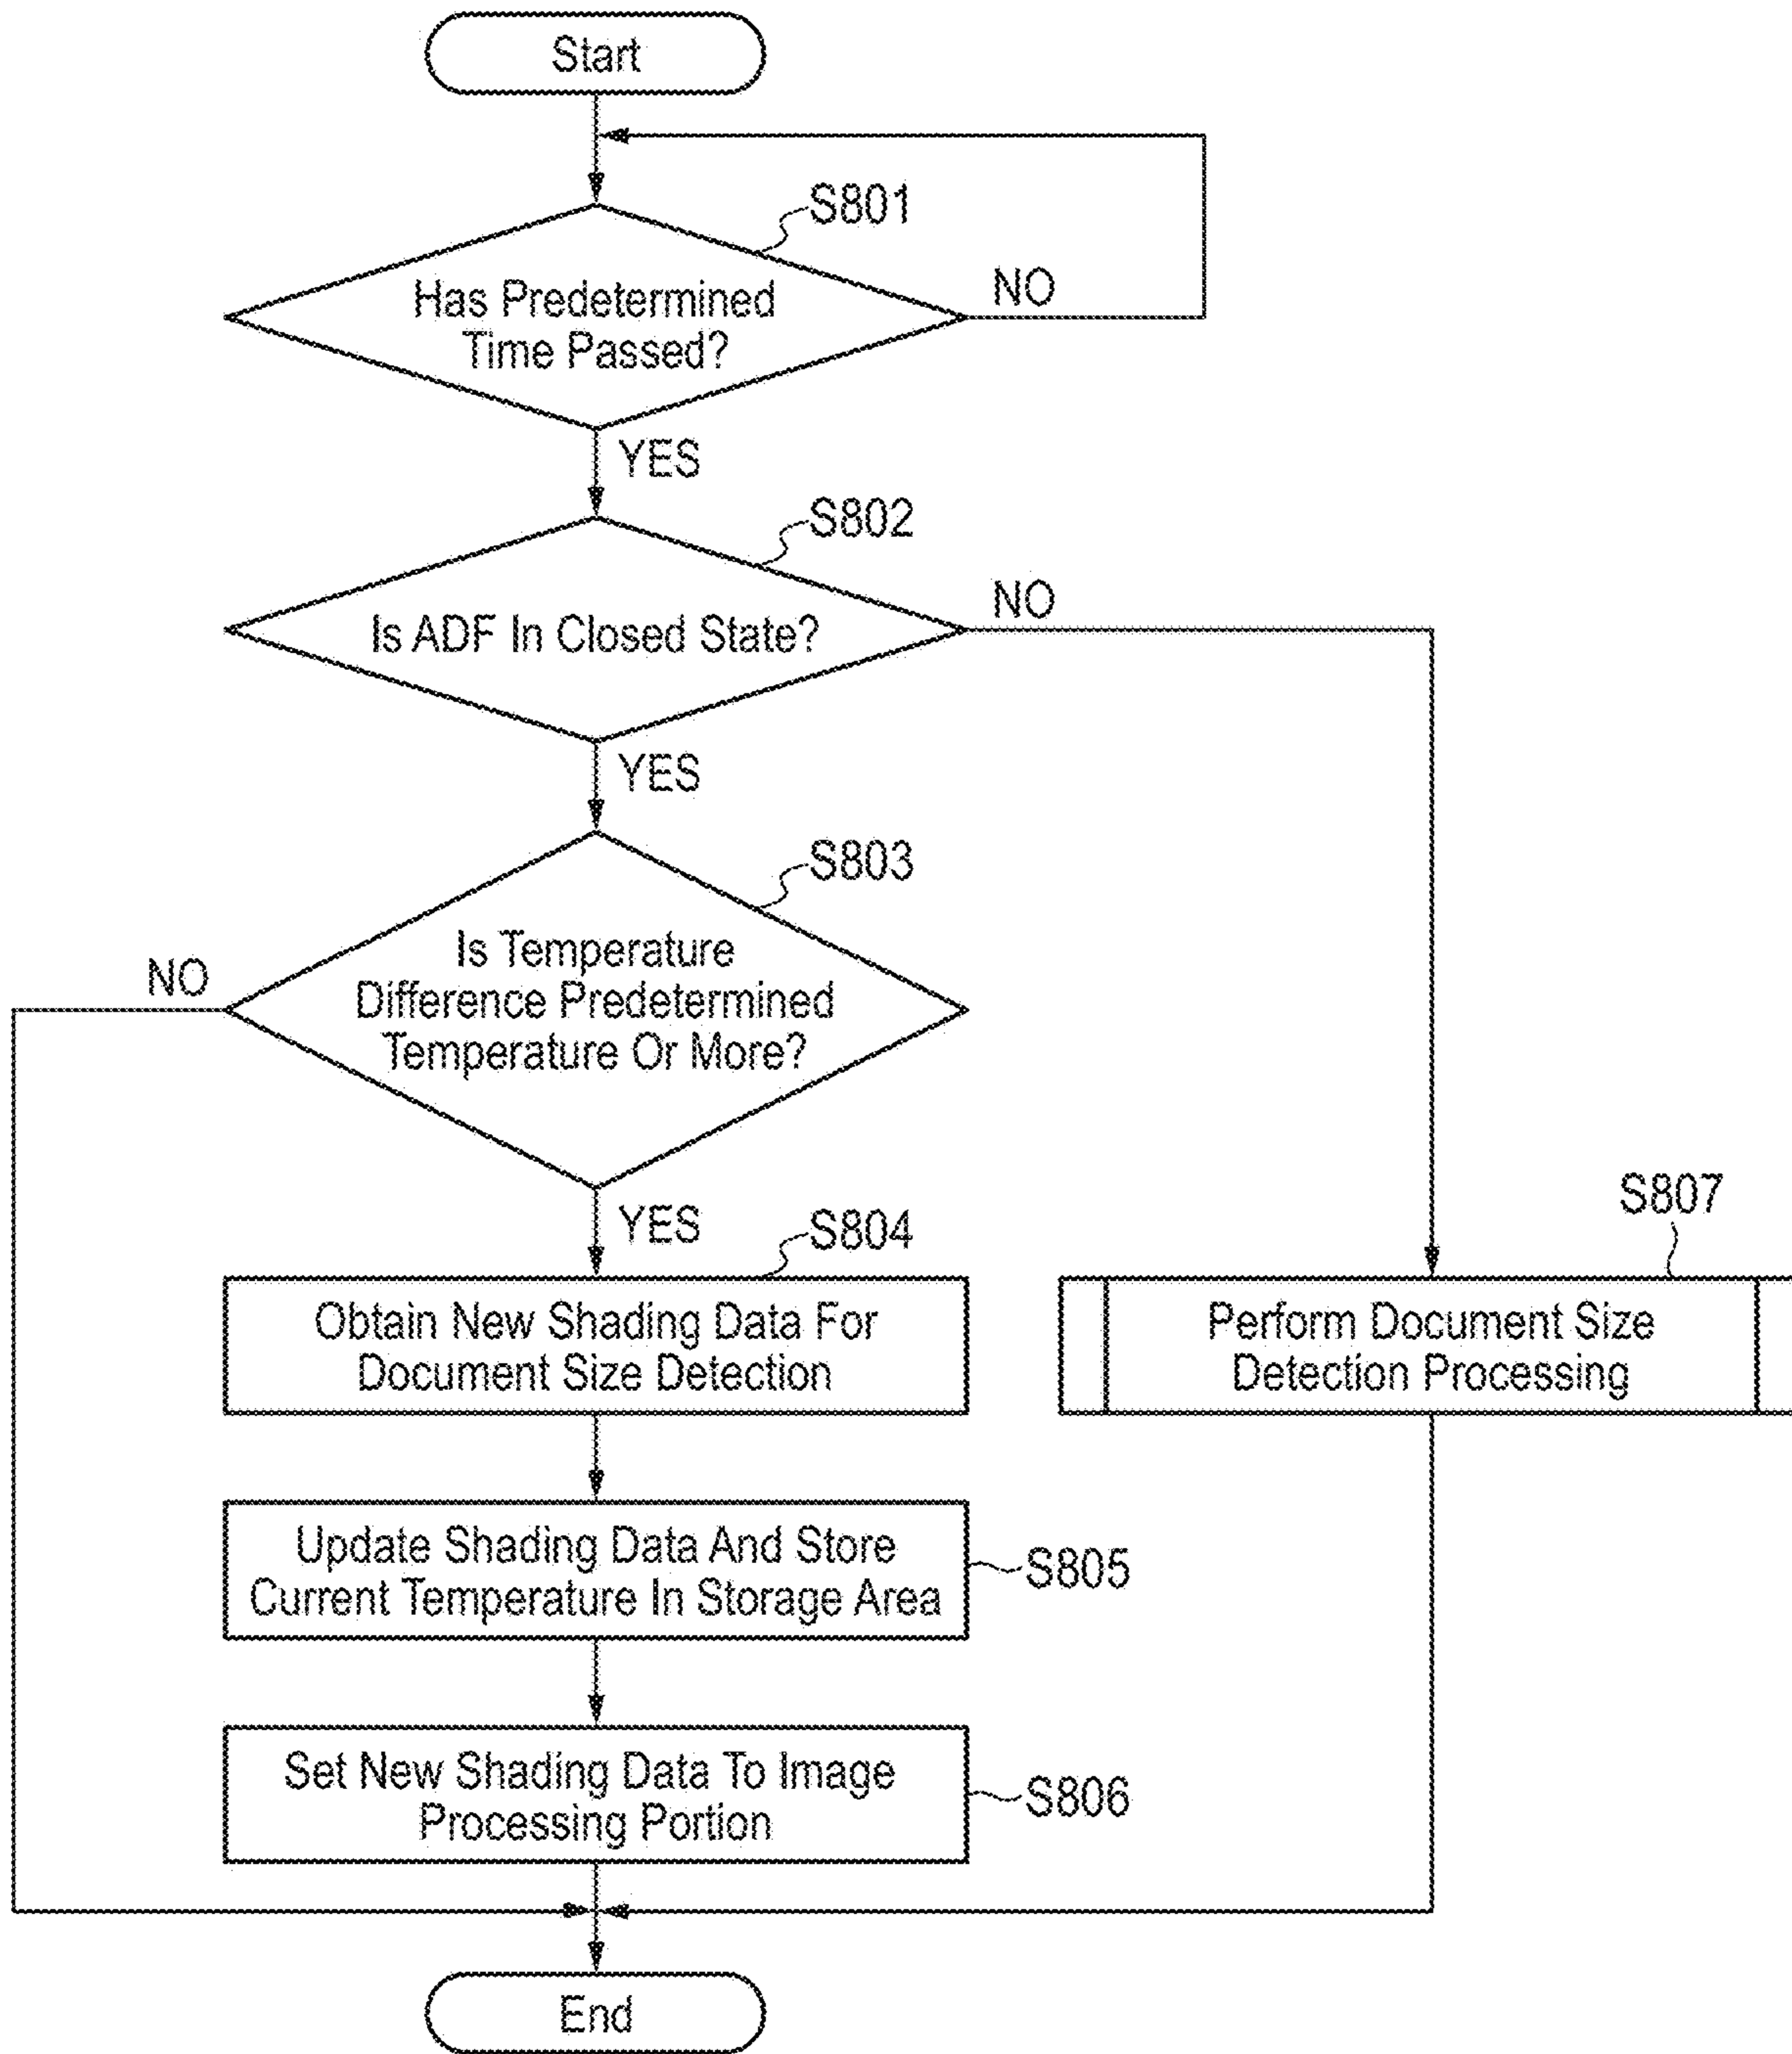 Start
S801
Has Predetermined
Time Passed?
NO
YES
S802
Is ADF In Closed State?
NO
YES
S803
Is Temperature
Difference Predetermined
Temperature Or More?
NO
YES
S804
Obtain New Shading Data For
Document Size Detection
S807
Perform Document Size
Detection Processing
Update Shading Data And Store
Current Temperature In Storage Area
S805
Set New Shading Data To Image
Processing Portion
S806
End